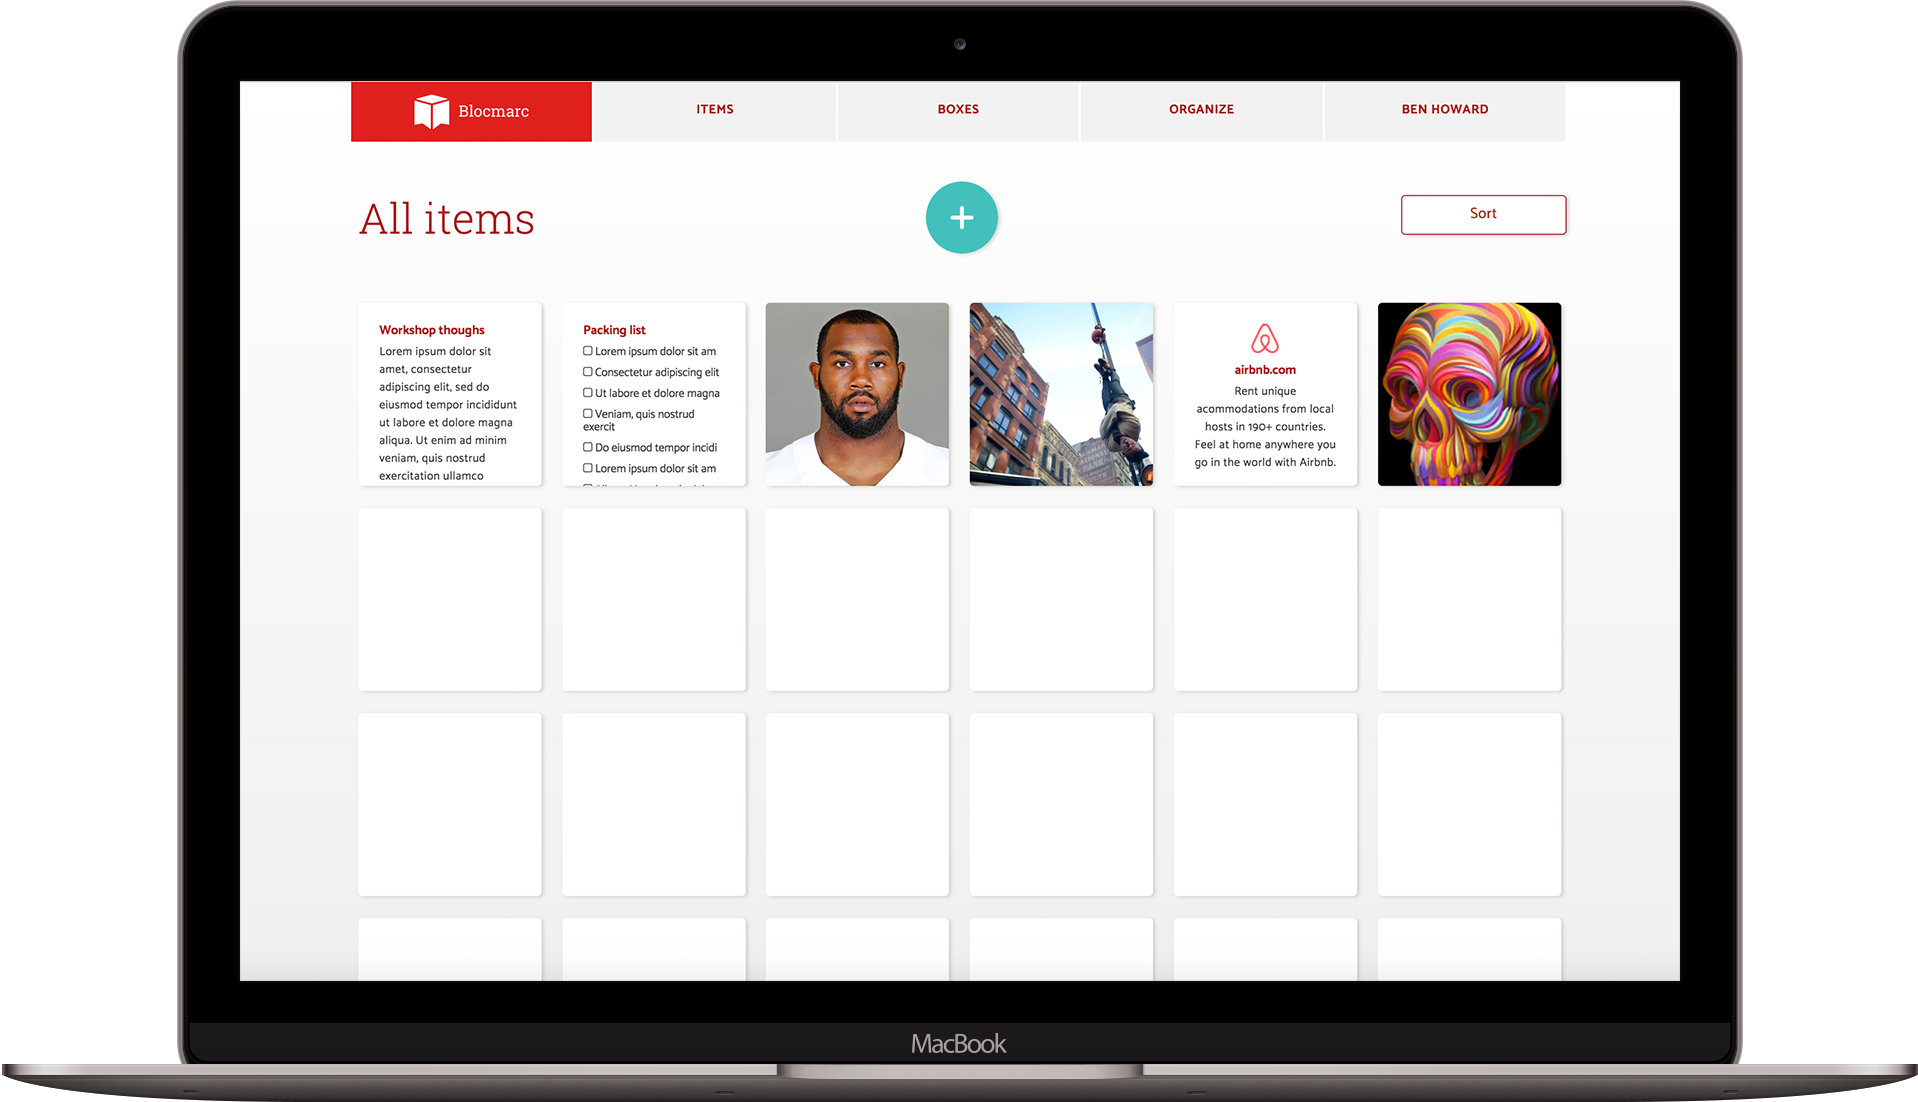 Blocmarc
ITEMS
BOXES
ORGANIZE
BEN HOWARD
All items
+
Sort
Workshop thoughs
Lorem ipsum dolor sit
amet, consectetur
adipiscing elit, sed do
eiusmod tempor incididunt
ut labore et dolore magna
aliqua. Ut enim ad minim
veniam, quis nostrud
exercitation ullamco
Packing list
Lorem ipsum dolor sit am
Consectetur adipiscing elit
Ut labore et dolore magna
Veniam, quis nostrud
exercit
Do eiusmod tempor incidi
Lorem ipsum dolor sit am
airbnb.com
Rent unique
acommodations from local
hosts in 190+ countries.
Feel at home anywhere you
go in the world with Airbnb.
MacBook